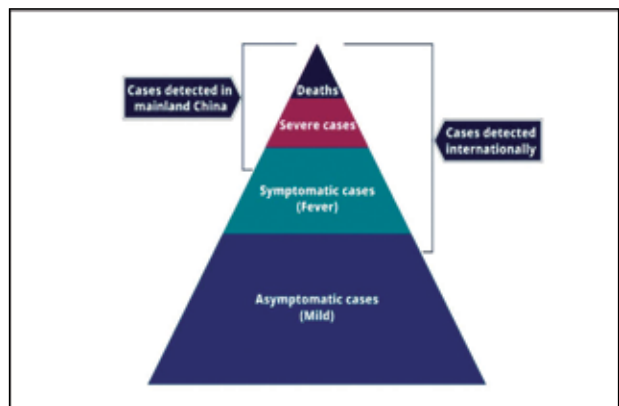 Deaths
Cases detected in
mainland China
Severe cases
Cases detected
internationally
Symptomatic cases
(Fever)
Asymptomatic cases
(Mild)